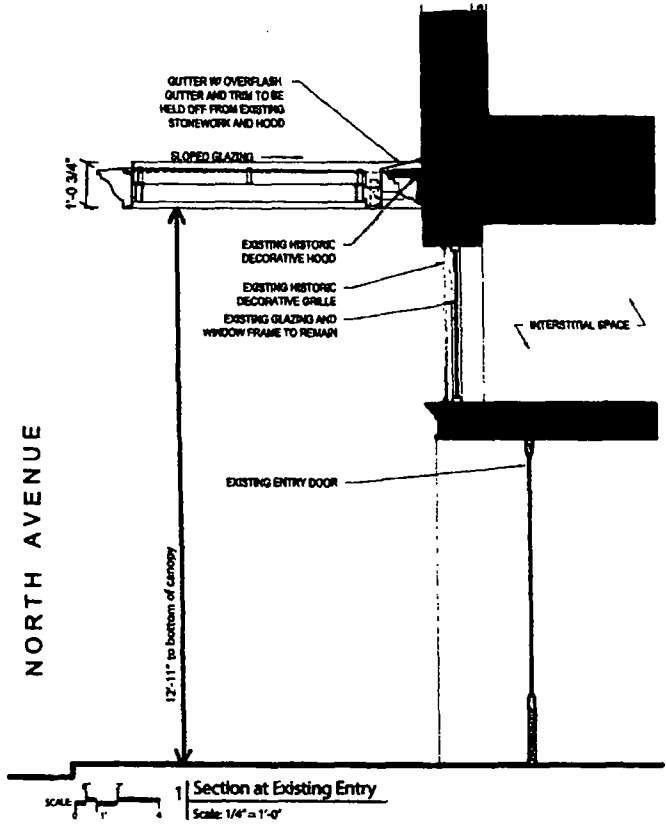 GUTTER W/ OVERFLASH
GUTTER AND TRIM TO BE
HELD OFF FROM EXISTING
STONEWORK AND HOOD
SLOPED GLAZING
1'-0 3/4"
EXISTING HISTORIC
DECORATIVE HOOD
EXISTING HISTORIC
DECORATIVE GRILLE
EXISTING GLAZING AND
WINDOW FRAME TO REMAIN
INTERSTITIAL SPACE
EXISTING ENTRY DOOR
NORTH AVENUE
12'-11" to bottom of canopy
SCALE
0 1' 4
1 Section at Existing Entry
Scale: 1/4" = 1'-0"